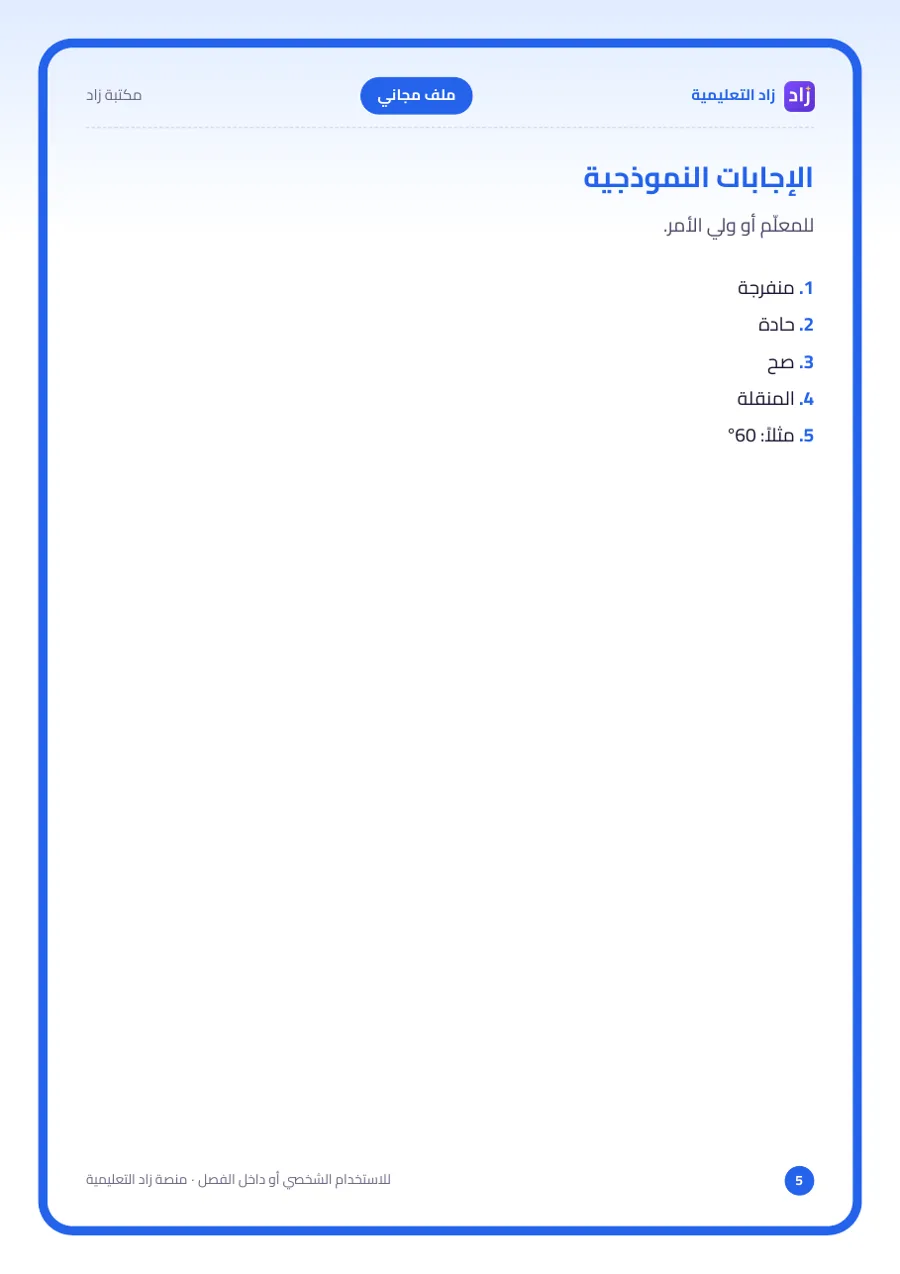 زاد
زاد التعليمية
ملف مجاني
مكتبة زاد
الإجابات النموذجية
للمعلّم أو ولي الأمر.
1. منفرجة
2. حادة
3. صح
4. المنقلة
5. مثلاً: 60°
5
للاستخدام الشخصي أو داخل الفصل · منصة زاد التعليمية